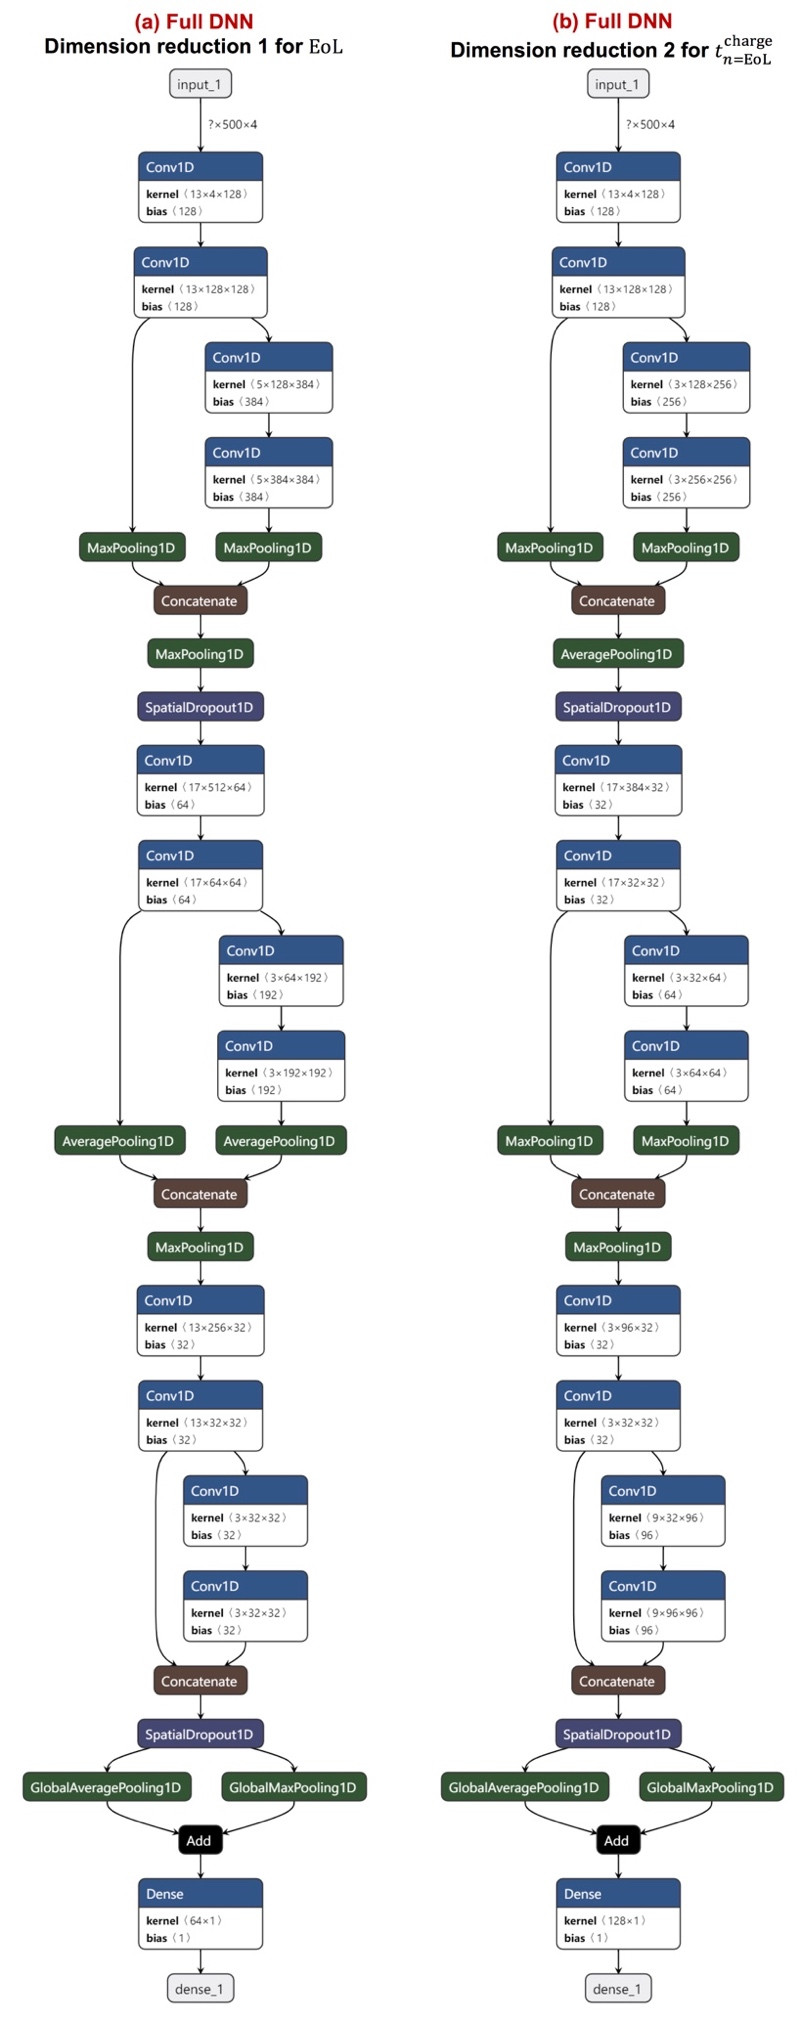 (a) Full DNN
Dimension reduction 1 for EoL
input_1
?×500×4
Conv1D
kernel ⟨13×4×128⟩
bias ⟨128⟩
Conv1D
kernel ⟨13×128×128⟩
bias ⟨128⟩
Conv1D
kernel ⟨5×128×384⟩
bias ⟨384⟩
Conv1D
kernel ⟨5×384×384⟩
bias ⟨384⟩
MaxPooling1D
MaxPooling1D
Concatenate
MaxPooling1D
SpatialDropout1D
Conv1D
kernel ⟨17×512×64⟩
bias ⟨64⟩
Conv1D
kernel ⟨17×64×64⟩
bias ⟨64⟩
Conv1D
kernel ⟨3×64×192⟩
bias ⟨192⟩
Conv1D
kernel ⟨3×192×192⟩
bias ⟨192⟩
AveragePooling1D
AveragePooling1D
Concatenate
MaxPooling1D
Conv1D
kernel ⟨13×256×32⟩
bias ⟨32⟩
Conv1D
kernel ⟨13×32×32⟩
bias ⟨32⟩
Conv1D
kernel ⟨3×32×32⟩
bias ⟨32⟩
Conv1D
kernel ⟨3×32×32⟩
bias ⟨32⟩
Concatenate
SpatialDropout1D
GlobalAveragePooling1D
GlobalMaxPooling1D
Add
Dense
kernel ⟨64×1⟩
bias ⟨1⟩
dense_1
(b) Full DNN
Dimension reduction 2 for t charge n=EoL
input_1
?×500×4
Conv1D
kernel ⟨13×4×128⟩
bias ⟨128⟩
Conv1D
kernel ⟨13×128×128⟩
bias ⟨128⟩
Conv1D
kernel ⟨3×128×256⟩
bias ⟨256⟩
Conv1D
kernel ⟨3×256×256⟩
bias ⟨256⟩
MaxPooling1D
MaxPooling1D
Concatenate
AveragePooling1D
SpatialDropout1D
Conv1D
kernel ⟨17×384×32⟩
bias ⟨32⟩
Conv1D
kernel ⟨17×32×32⟩
bias ⟨32⟩
Conv1D
kernel ⟨3×32×64⟩
bias ⟨64⟩
Conv1D
kernel ⟨3×64×64⟩
bias ⟨64⟩
MaxPooling1D
MaxPooling1D
Concatenate
MaxPooling1D
Conv1D
kernel ⟨3×96×32⟩
bias ⟨32⟩
Conv1D
kernel ⟨3×32×32⟩
bias ⟨32⟩
Conv1D
kernel ⟨9×32×96⟩
bias ⟨96⟩
Conv1D
kernel ⟨9×96×96⟩
bias ⟨96⟩
Concatenate
SpatialDropout1D
GlobalAveragePooling1D
GlobalMaxPooling1D
Add
Dense
kernel ⟨128×1⟩
bias ⟨1⟩
dense_1